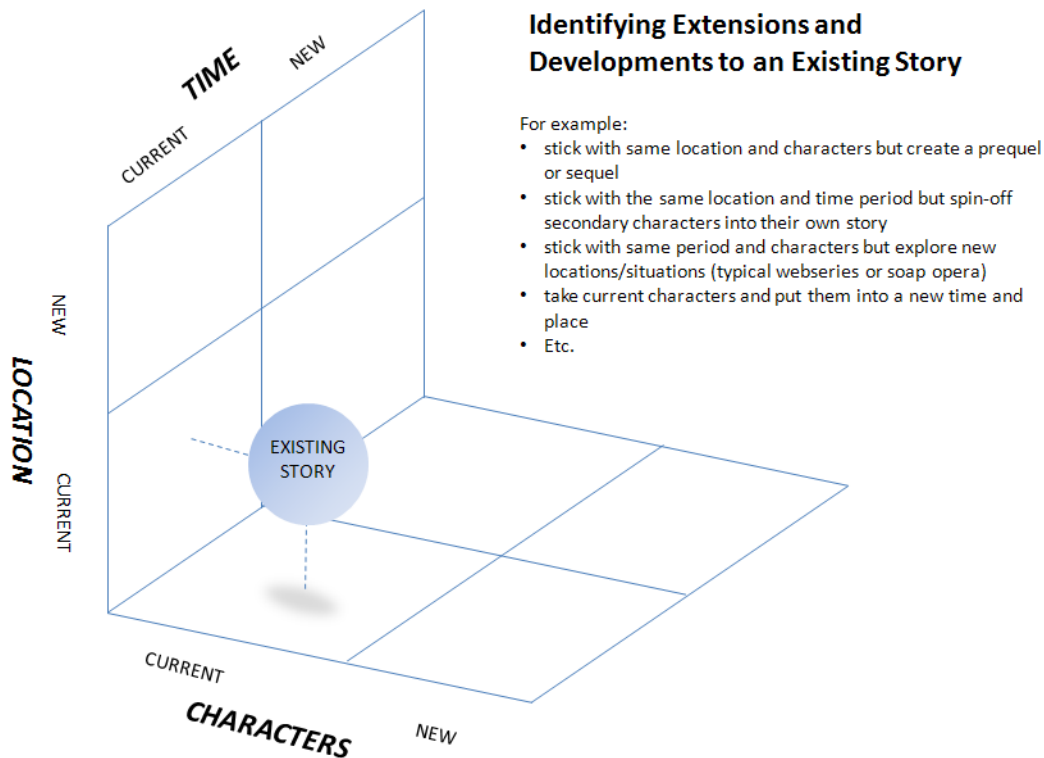 Identifying Extensions and
Developments to an Existing Story
For example:
• stick with same location and characters but create a prequel
or sequel
• stick with the same location and time period but spin-off
secondary characters into their own story
• stick with same period and characters but explore new
locations/situations (typical webseries or soap opera)
• take current characters and put them into a new time and
place
• Etc.
TIME
NEW
CURRENT
NEW
LOCATION
CURRENT
EXISTING
STORY
CURRENT
CHARACTERS
NEW